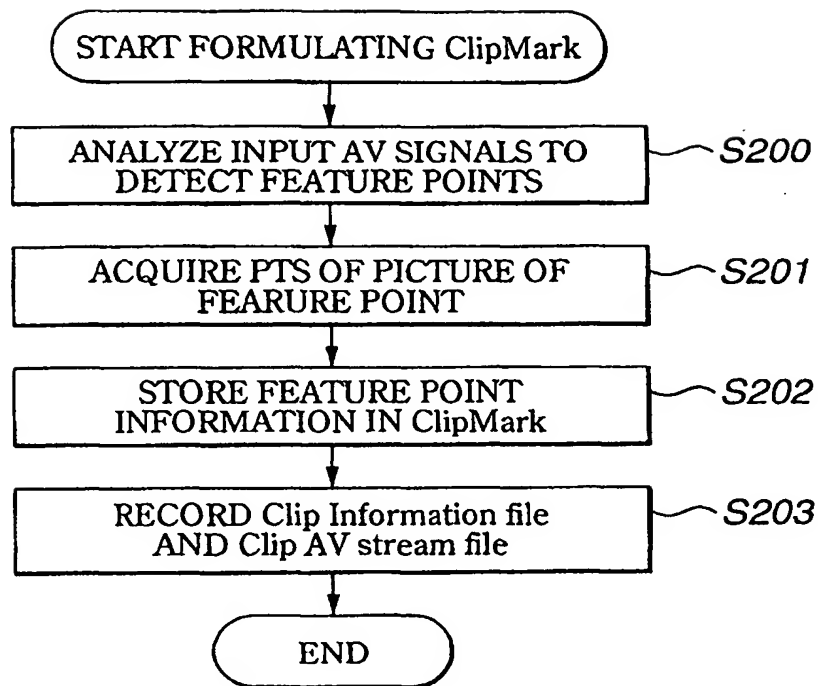 START FORMULATING ClipMark
ANALYZE INPUT AV SIGNALS TO
DETECT FEATURE POINTS
S200
ACQUIRE PTS OF PICTURE OF
FEARURE POINT
S201
STORE FEATURE POINT
INFORMATION IN ClipMark
S202
RECORD Clip Information file
AND Clip AV stream file
S203
END